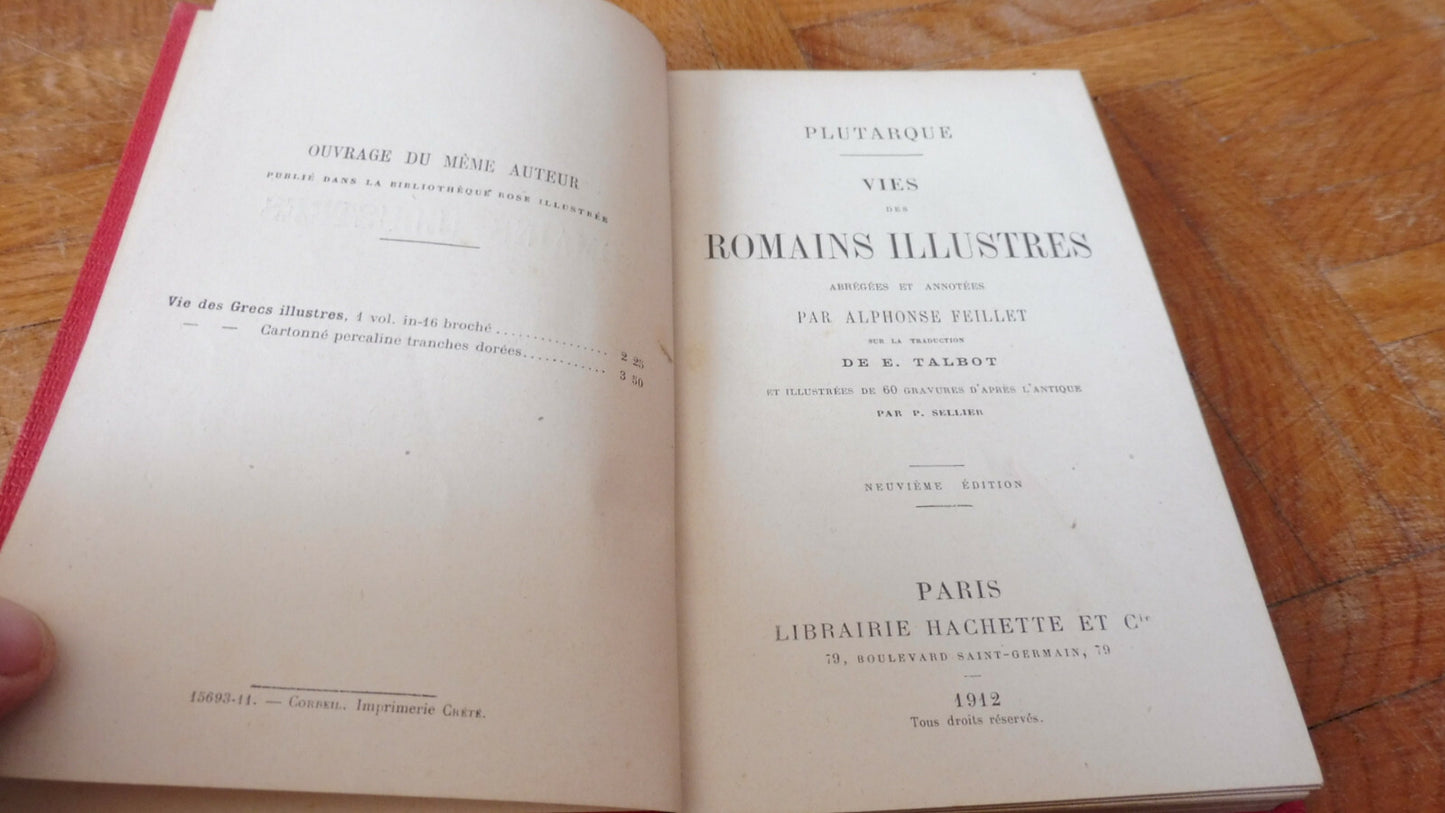 OUVRAGE DU MÊME AUTEUR
PUBLIÉ DANS LA BIBLIOTHÈQUE ROSE ILLUSTRÉE
Vie des Grecs illustres, 1 vol. in-16 broché .................. 2 25
— — Cartonné percaline tranches dorées............ 3 50
15693-11. — CORBEIL. Imprimerie CRÉTÉ.
PLUTARQUE
VIES
DES
ROMAINS ILLUSTRES
ABRÉGÉES ET ANNOTÉES
PAR ALPHONSE FEILLET
SUR LA TRADUCTION
DE E. TALBOT
ET ILLUSTRÉES DE 60 GRAVURES D'APRÈS L'ANTIQUE
PAR P. SELLIER
NEUVIÈME ÉDITION
PARIS
LIBRAIRIE HACHETTE ET Cie
79, BOULEVARD SAINT-GERMAIN, 79
1912
Tous droits réservés.